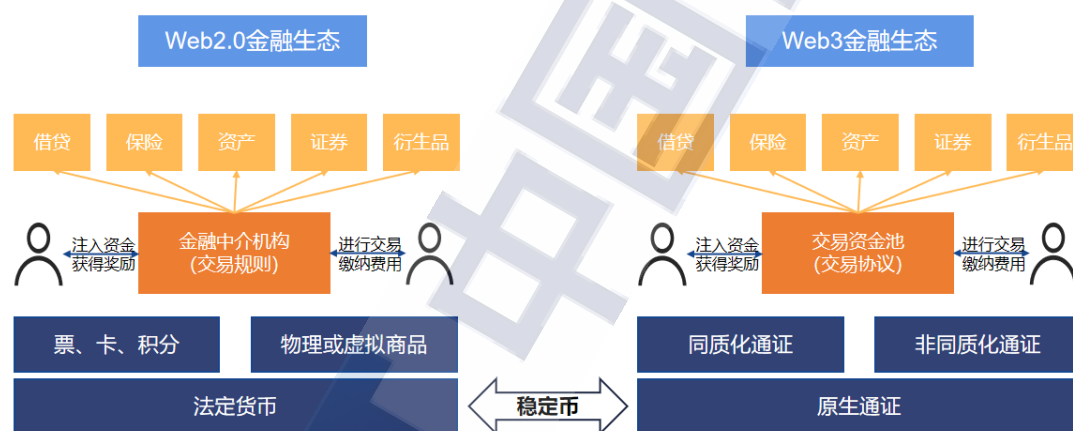 Web2.0金融生态
Web3金融生态
借贷
保险
资产
证券
衍生品
借贷
保险
资产
证券
衍生品
注入资金
获得奖励
金融中介机构
(交易规则)
进行交易
缴纳费用
注入资金
获得奖励
交易资金池
(交易协议)
进行交易
缴纳费用
票、卡、积分
物理或虚拟商品
同质化通证
非同质化通证
法定货币
稳定币
原生通证
中国